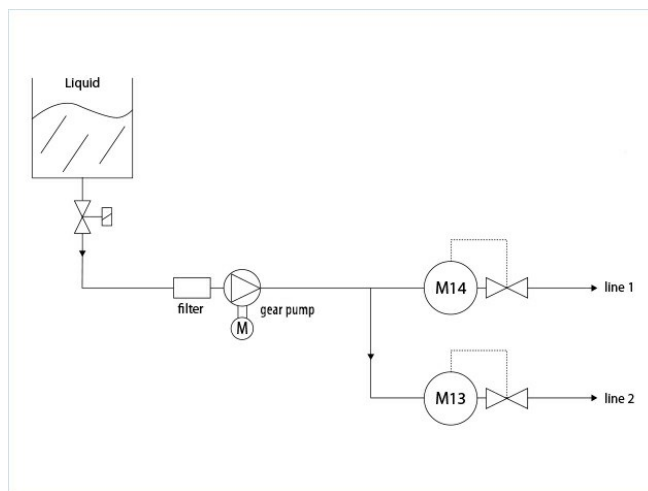 Liquid
M14
line 1
filter
gear pump
M
M13
line 2